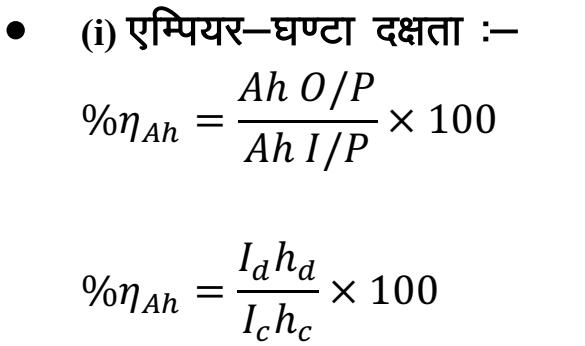 ● (i) एम्पियर–घण्टा दक्षता :–
%η_Ah = Ah O/P / Ah I/P × 100
%η_Ah = I_d h_d / I_c h_c × 100